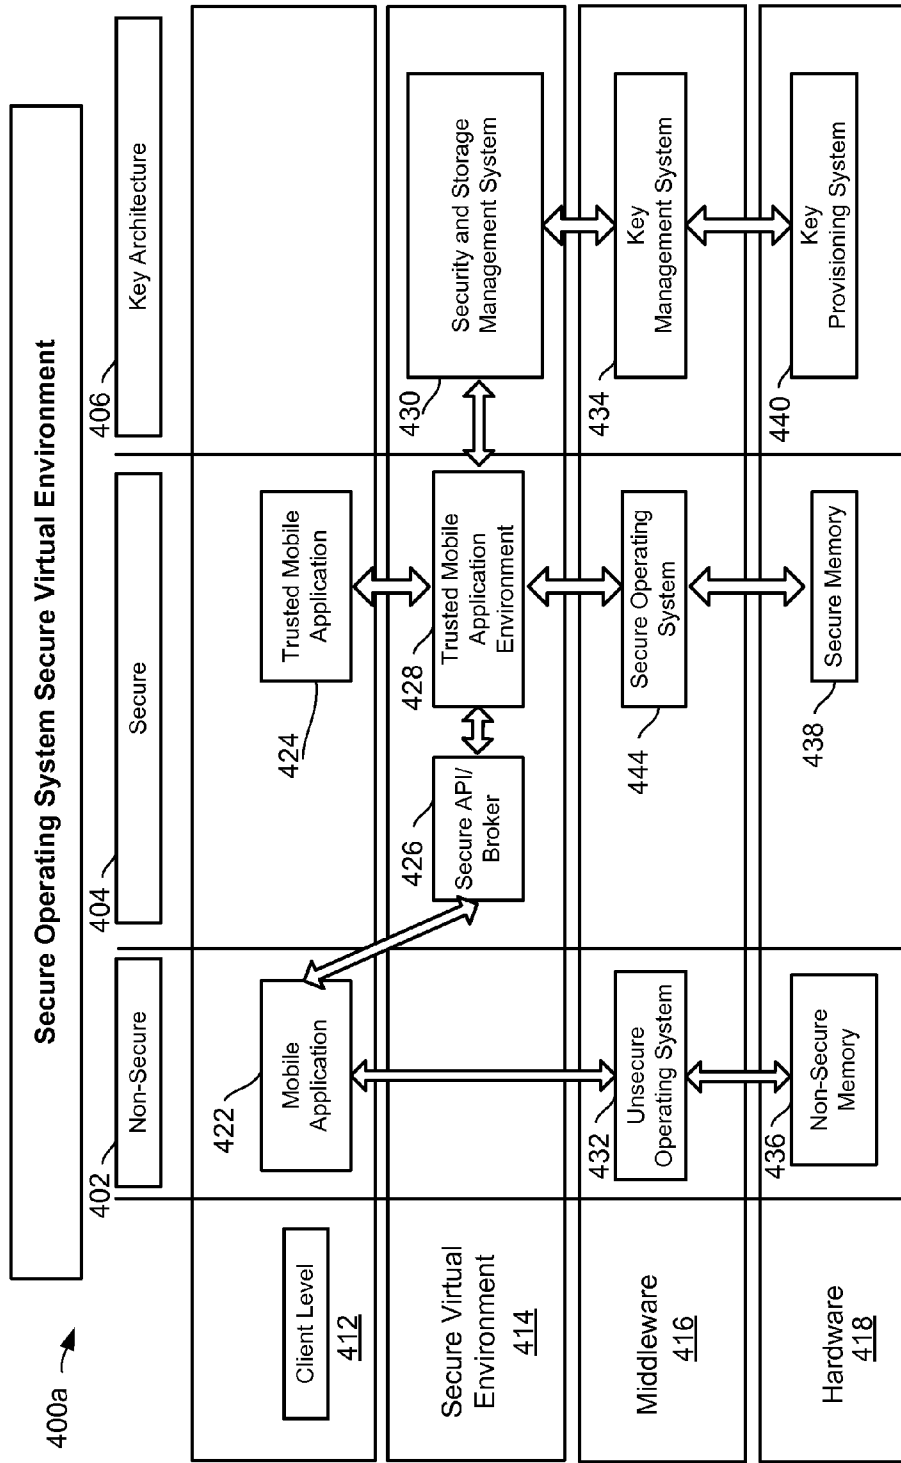 400a
Secure Operating System Secure Virtual Environment
402
Non-Secure
404
Secure
406
Key Architecture
Client Level
412
422
Mobile
Application
424
Trusted Mobile
Application
Secure Virtual
Environment
414
426
Secure API/
Broker
428
Trusted Mobile
Application
Environment
430
Security and Storage
Management System
Middleware
416
432
Unsecure
Operating System
444
Secure Operating
System
434
Key
Management System
Hardware
418
436
Non-Secure
Memory
438
Secure Memory
440
Key
Provisioning System